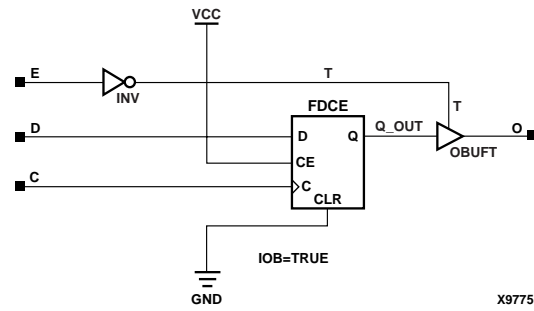 VCC
E
INV
T
T
FDCE
D
D
Q
Q_OUT
O
OBUFT
CE
C
C
CLR
IOB=TRUE
GND
X9775